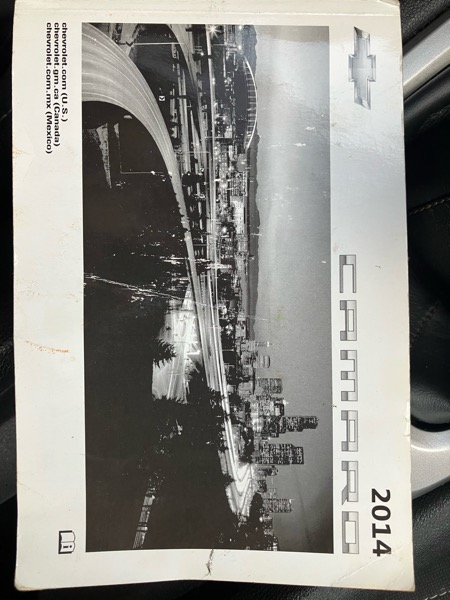 2014
CAMARO
chevrolet.com (U.S.)
chevrolet.gm.ca (Canada)
chevrolet.com.mx (Mexico)